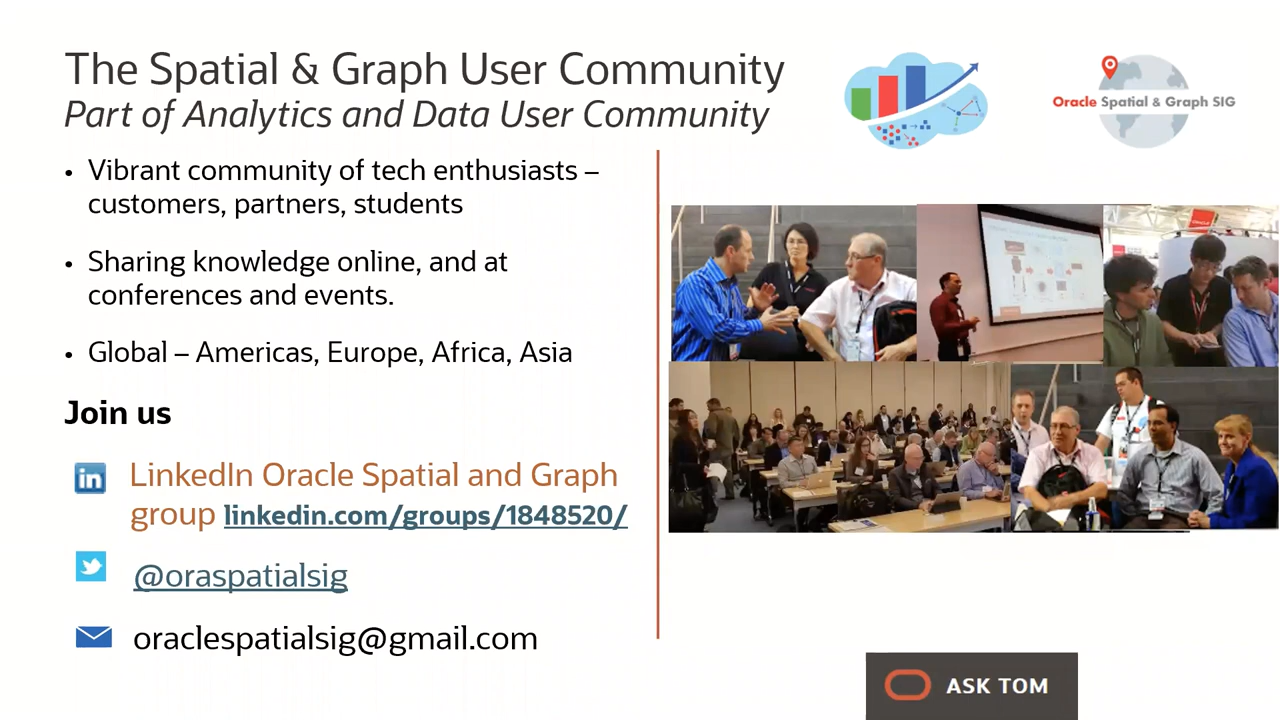 The Spatial & Graph User Community
Part of Analytics and Data User Community
Oracle Spatial & Graph SIG
• Vibrant community of tech enthusiasts –
customers, partners, students
• Sharing knowledge online, and at
conferences and events.
• Global – Americas, Europe, Africa, Asia
Join us
in
LinkedIn Oracle Spatial and Graph
group linkedin.com/groups/1848520/
@oraspatialsig
oraclespatialsig@gmail.com
ASK TOM